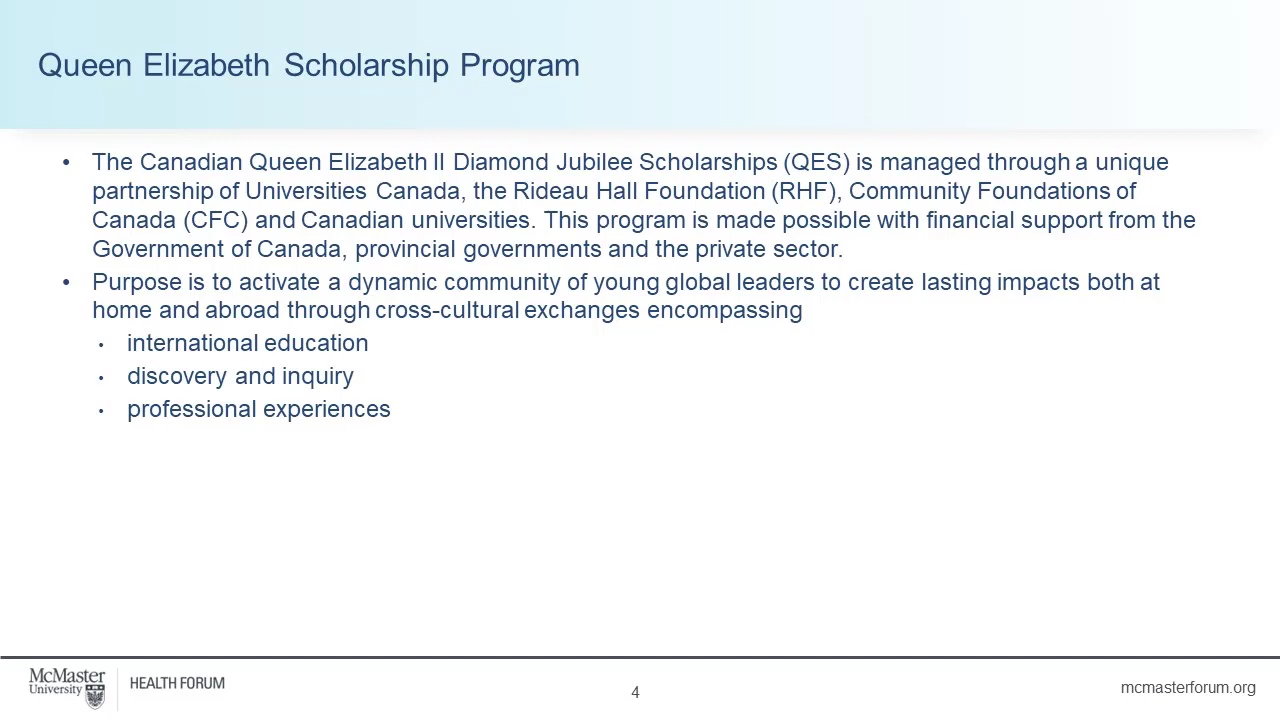 Queen Elizabeth Scholarship Program
• The Canadian Queen Elizabeth II Diamond Jubilee Scholarships (QES) is managed through a unique
partnership of Universities Canada, the Rideau Hall Foundation (RHF), Community Foundations of
Canada (CFC) and Canadian universities. This program is made possible with financial support from the
Government of Canada, provincial governments and the private sector.
• Purpose is to activate a dynamic community of young global leaders to create lasting impacts both at
home and abroad through cross-cultural exchanges encompassing
• international education
• discovery and inquiry
• professional experiences
McMaster
University
HEALTH FORUM
4
mcmasterforum.org